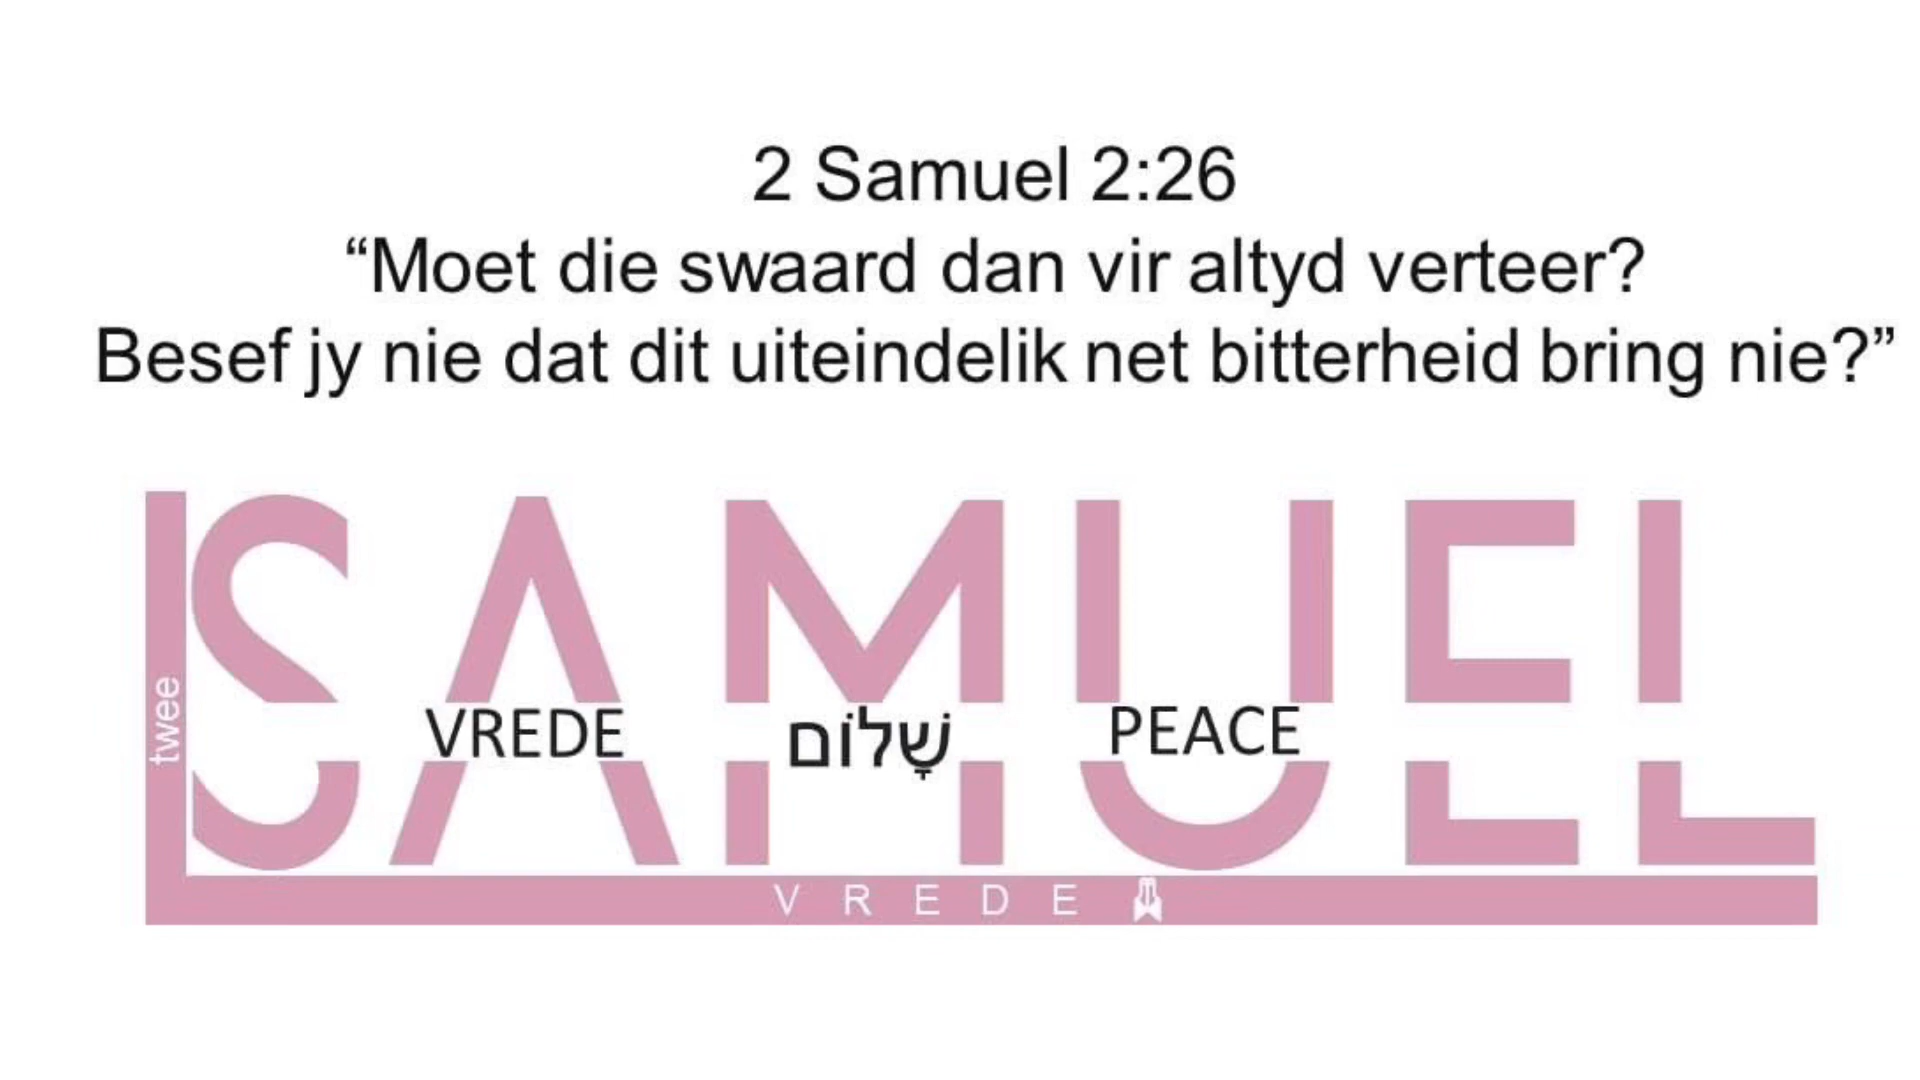 2 Samuel 2:26
“Moet die swaard dan vir altyd verteer?
Besef jy nie dat dit uiteindelik net bitterheid bring nie?”
twee
SAMUEL
VREDE שָׁלוֹם PEACE
VREDE